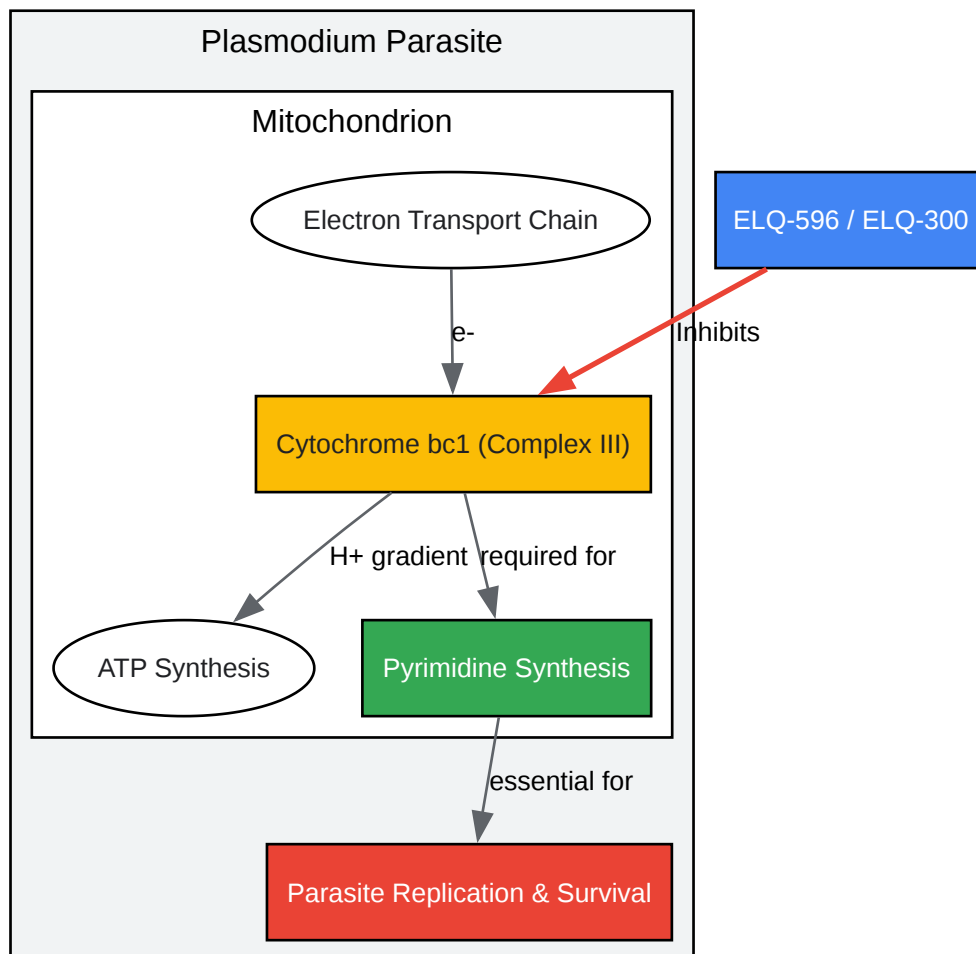 Plasmodium Parasite
Mitochondrion
Electron Transport Chain
ELQ-596 / ELQ-300
e-
Inhibits
Cytochrome bc1 (Complex III)
H+ gradient
required for
ATP Synthesis
Pyrimidine Synthesis
essential for
Parasite Replication & Survival